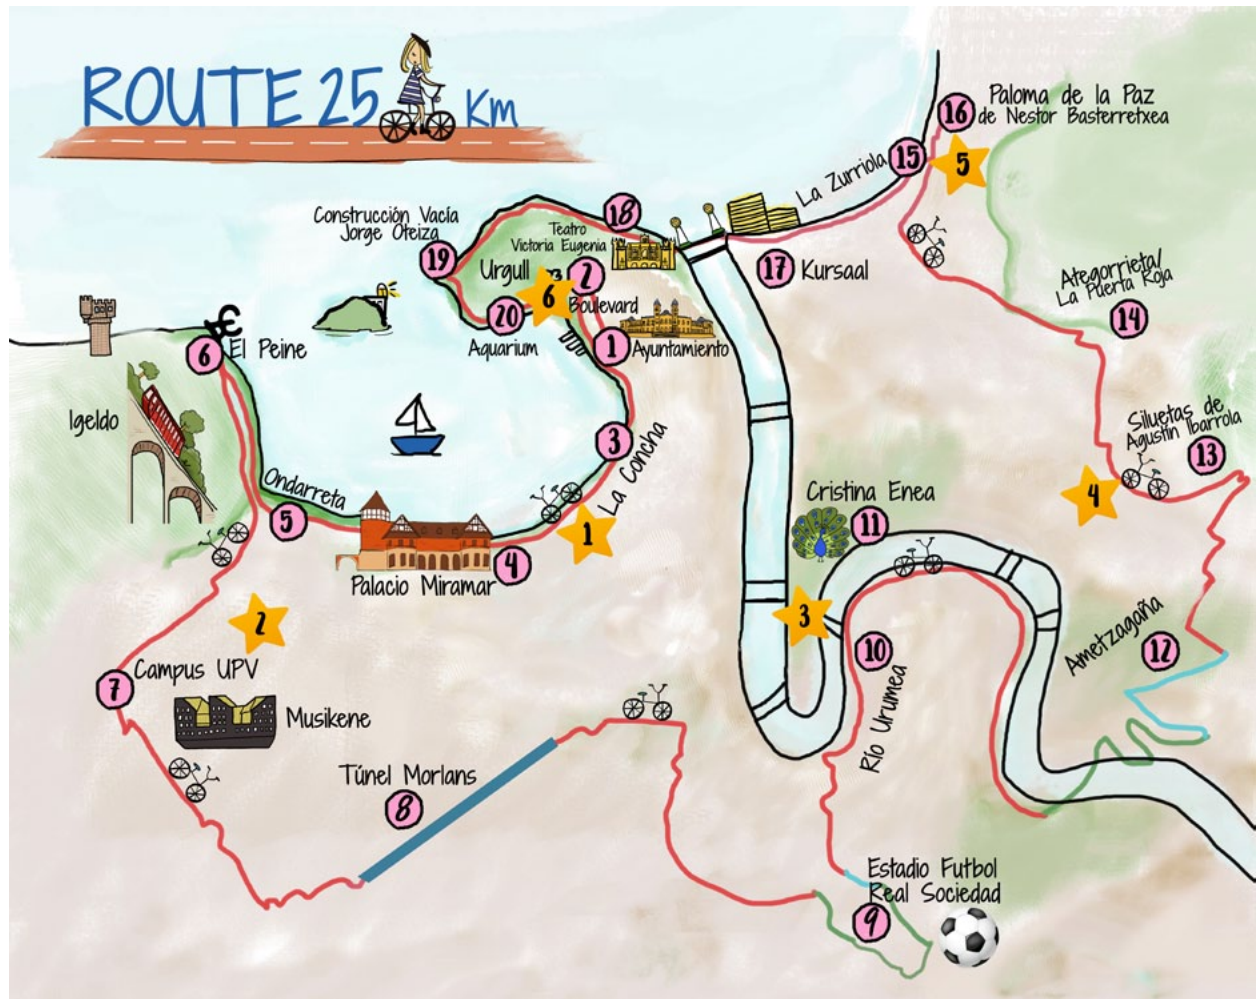 ROUTE 25 Km
16
Paloma de la Paz
de Nestor Basterretxea
15
5
La Zurriola
Construcción Vacía
Jorge Oteiza
18
Teatro
Victoria Eugenia
19
Urgull
2
6
Boulevard
17
Kursaal
Ategorrieta/
La Puerta Roja
14
20
Aquarium
1
Ayuntamiento
6
El Peine
Igeldo
3
La Concha
Siluetas de
Agustin Ibarrola
13
4
Ondarreta
5
1
4
Palacio Miramar
Cristina Enea
11
2
3
10
Río Urumea
Ametzagaña
12
7
Campus UPV
Musikene
Túnel Morlans
8
Estadio Futbol
Real Sociedad
9